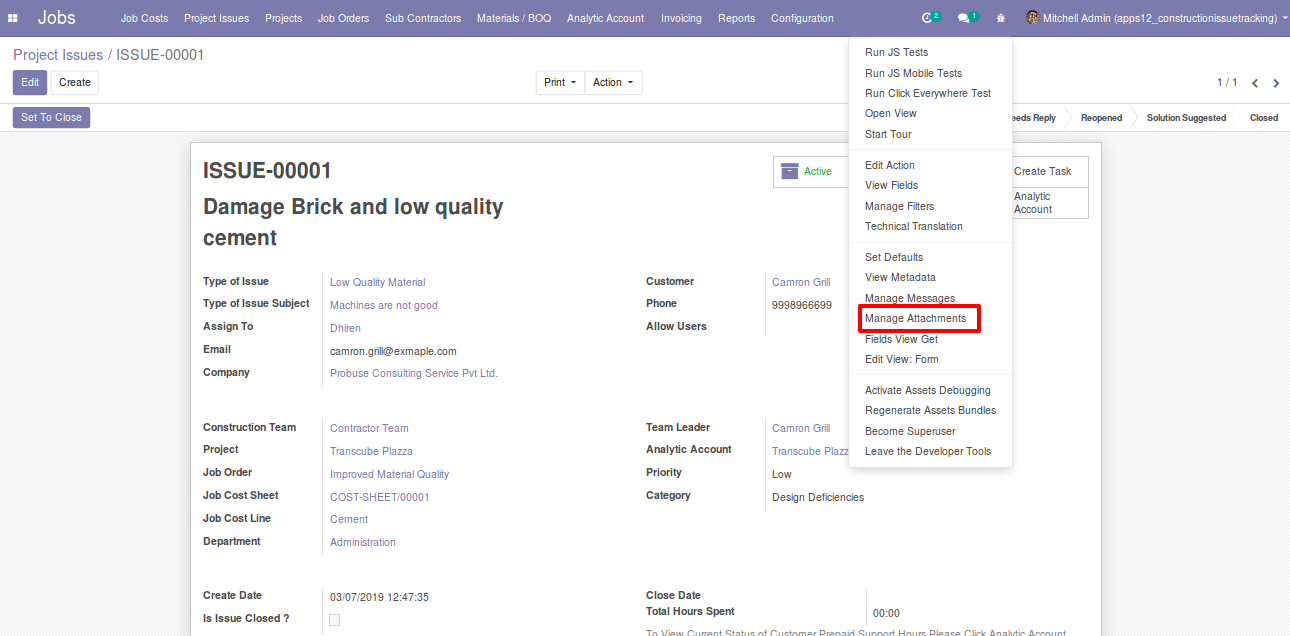 Jobs Job Costs Project Issues Projects Job Orders Sub Contractors Materials / BOQ Analytic Account Invoicing Reports Configuration 2 1 Mitchell Admin (apps12_constructionissuetracking)
Project Issues / ISSUE-00001
Edit Create Print Action 1 / 1
Set To Close eeds Reply Reopened Solution Suggested Closed
Run JS Tests
Run JS Mobile Tests
Run Click Everywhere Test
Open View
Start Tour
Edit Action
View Fields
Manage Filters
Technical Translation
Set Defaults
View Metadata
Manage Messages
Manage Attachments
Fields View Get
Edit View: Form
Activate Assets Debugging
Regenerate Assets Bundles
Become Superuser
Leave the Developer Tools
ISSUE-00001
Active
Create Task
Analytic
Account
Damage Brick and low quality
cement
Type of Issue Low Quality Material
Type of Issue Subject Machines are not good
Assign To Dhiren
Email camron.grill@exmaple.com
Company Probuse Consulting Service Pvt Ltd.
Customer Camron Grill
Phone 9998966699
Allow Users
Construction Team Contractor Team
Project Transcube Plazza
Job Order Improved Material Quality
Job Cost Sheet COST-SHEET/00001
Job Cost Line Cement
Department Administration
Team Leader Camron Grill
Analytic Account Transcube Plazz
Priority Low
Category Design Deficiencies
Create Date 03/07/2019 12:47:35
Is Issue Closed ?
Close Date
Total Hours Spent 00:00
To View Current Status of Customer Prepaid Support Hours Please Click Analytic Account